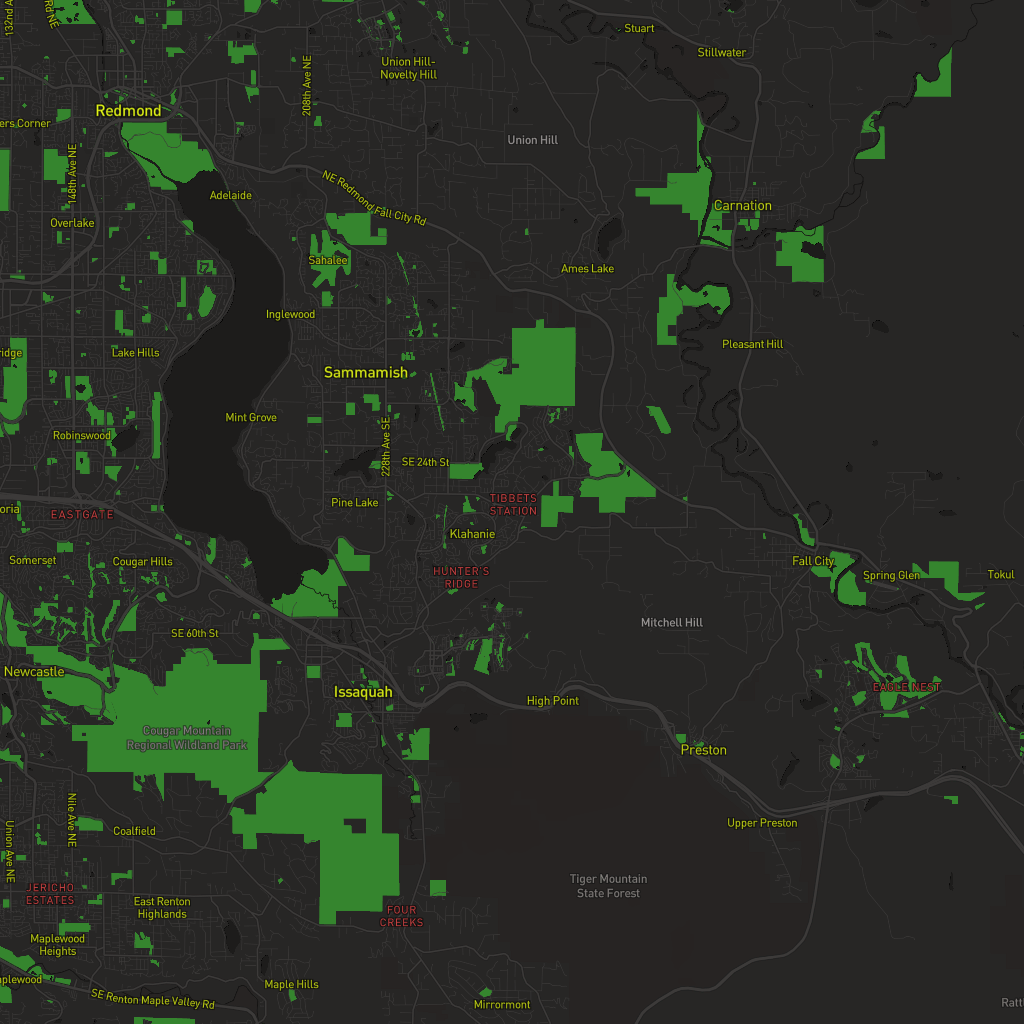 132nd A
RD NE
Stuart
Stillwater
Union Hill-
Novelty Hill
208th Ave NE
Redmond
ers Corner
Union Hill
148th Ave NE
NE Redmond Fall City Rd
Adelaide
Carnation
Overlake
Sahalee
Ames Lake
Inglewood
Pleasant Hill
ridge
Lake Hills
Sammamish
Mint Grove
Robinswood
228th Ave SE
SE 24th St
Pine Lake
TIBBETS
STATION
oria
EASTGATE
Klahanie
Somerset
Cougar Hills
Fall City
Spring Glen
Tokul
HUNTER'S
RIDGE
Mitchell Hill
SE 60th St
Newcastle
Issaquah
High Point
EAGLE NEST
Cougar Mountain
Regional Wildland Park
Preston
Nile Ave NE
Union Ave NE
Coalfield
Upper Preston
Tiger Mountain
State Forest
JERICHO
ESTATES
East Renton
Highlands
FOUR
CREEKS
Maplewood
Heights
aplewood
SE Renton Maple Valley Rd
Maple Hills
Mirrormont
Rattl